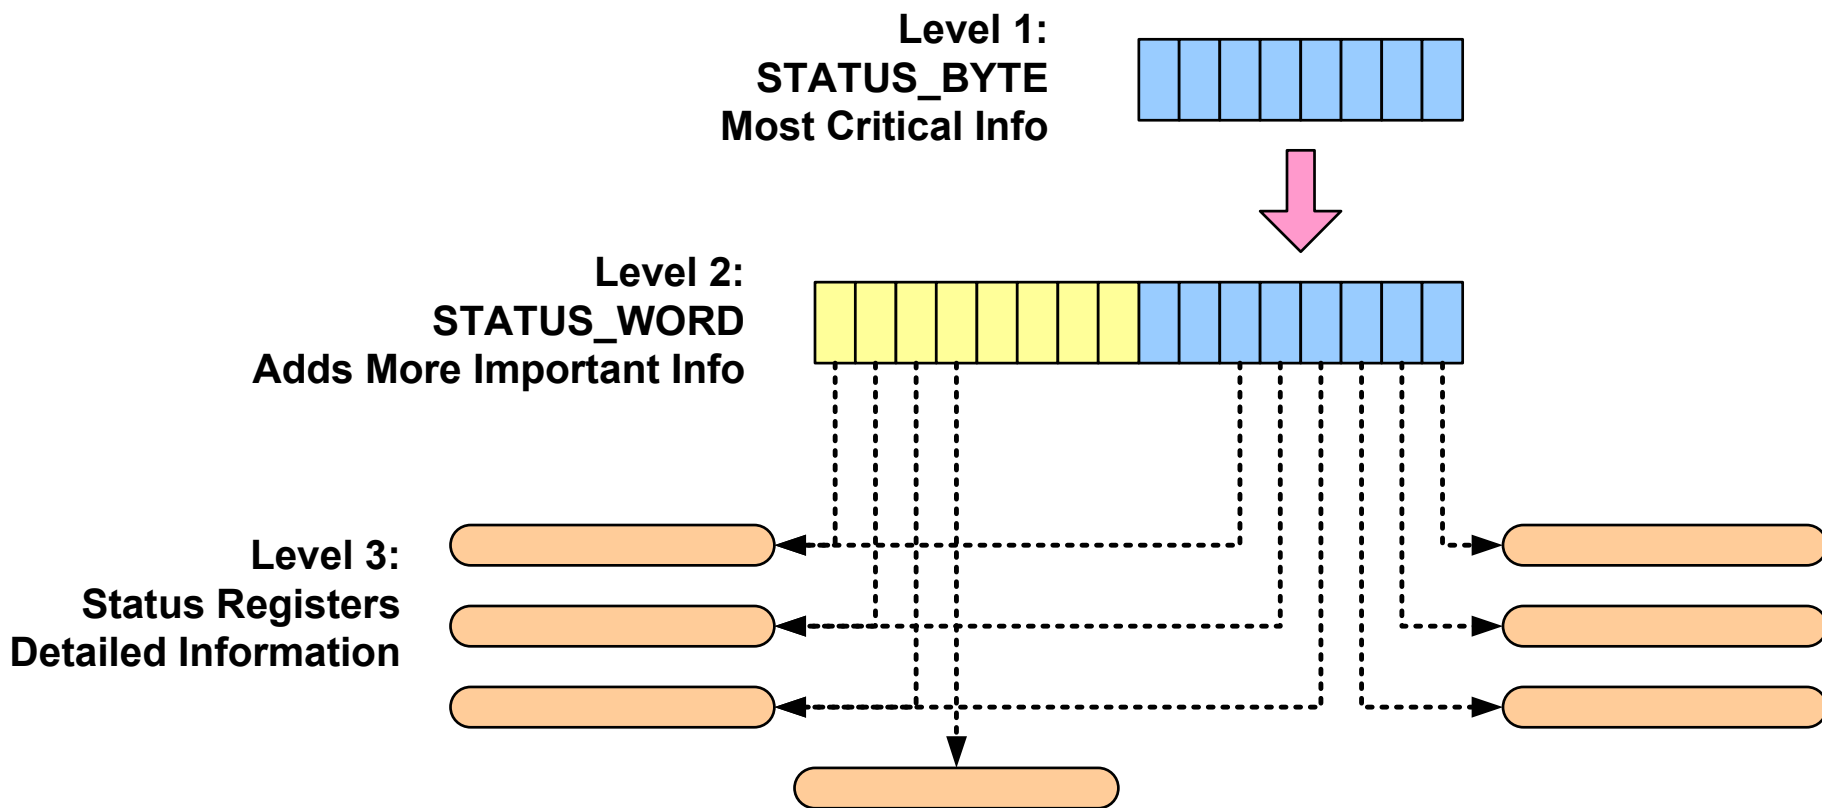 Level 1:
STATUS_BYTE
Most Critical Info
Level 2:
STATUS_WORD
Adds More Important Info
Level 3:
Status Registers
Detailed Information